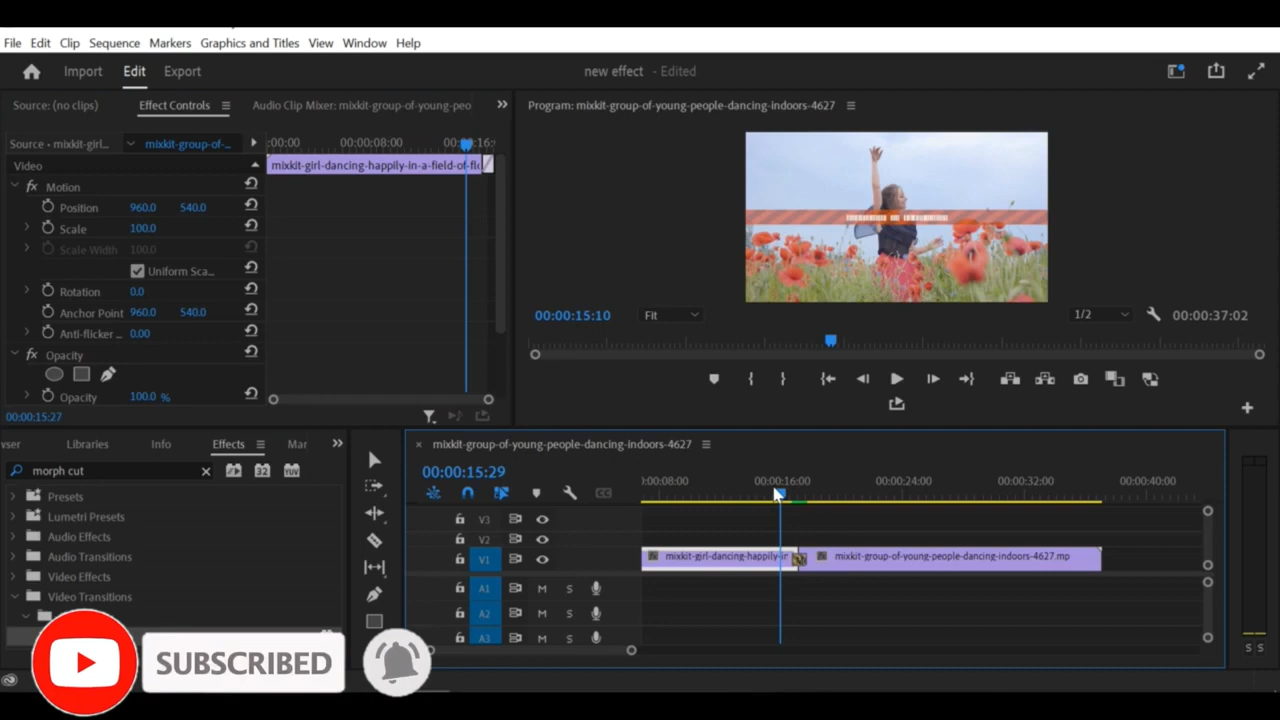 File Edit Clip Sequence Markers Graphics and Titles View Window Help
Import Edit Export
new effect - Edited
Source: (no clips) Effect Controls Audio Clip Mixer: mixkit-group-of-young-peo
Source • mixkit-girl... mixkit-group-of-... :00:00 00:00:08:00 00:00:16:
Video mixkit-girl-dancing-happily-in-a-field-of-flo
Motion
Position 960.0 540.0
Scale 100.0
Scale Width 100.0
Uniform Sca...
Rotation 0.0
Anchor Point 960.0 540.0
Anti-flicker ... 0.00
Opacity
Opacity 100.0 %
00:00:15:27
Program: mixkit-group-of-young-people-dancing-indoors-4627
00:00:15:10 Fit 1/2 00:00:37:02
wser Libraries Info Effects Mar
morph cut
32 YUV
Presets
Lumetri Presets
Audio Effects
Audio Transitions
Video Effects
Video Transitions
SUBSCRIBED
× mixkit-group-of-young-people-dancing-indoors-4627
00:00:15:29
):00:08:00 00:00:16:00 00:00:24:00 00:00:32:00 00:00:40:00
CC
V3
V2
V1 mixkit-girl-dancing-happily-in mixkit-group-of-young-people-dancing-indoors-4627.mp
A1 M S
A2 M S
A3 M S
S S